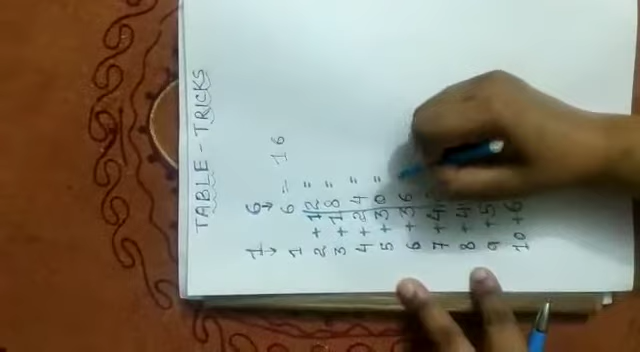 TABLE - TRICKS
1 6
↓ ↓
1 6 = 16
2 + 12 =
3 + 18 =
4 + 24 =
5 + 30 =
6 + 36
7 + 4
8 + 4
9 + 5
10 + 6